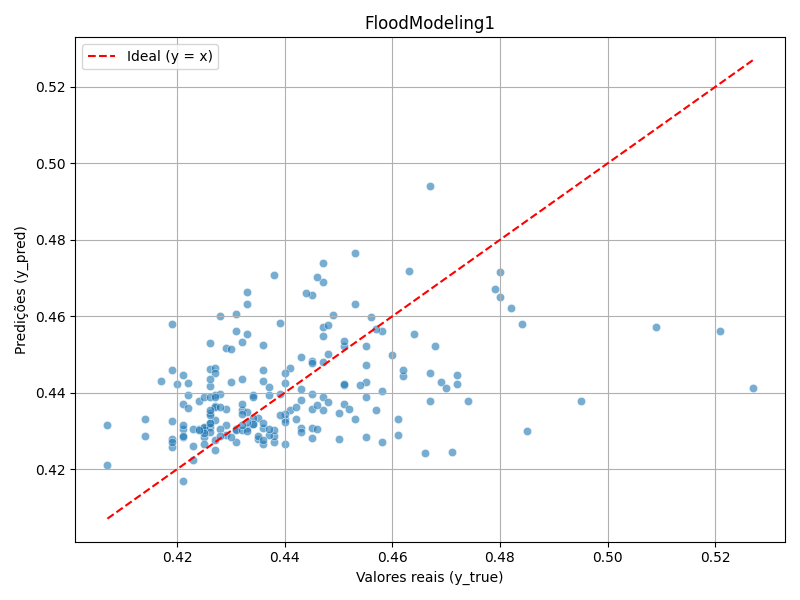 FloodModeling1
Ideal (y = x)
Predições (y_pred)
0.52
0.50
0.48
0.46
0.44
0.42
0.42 0.44 0.46 0.48 0.50 0.52
Valores reais (y_true)